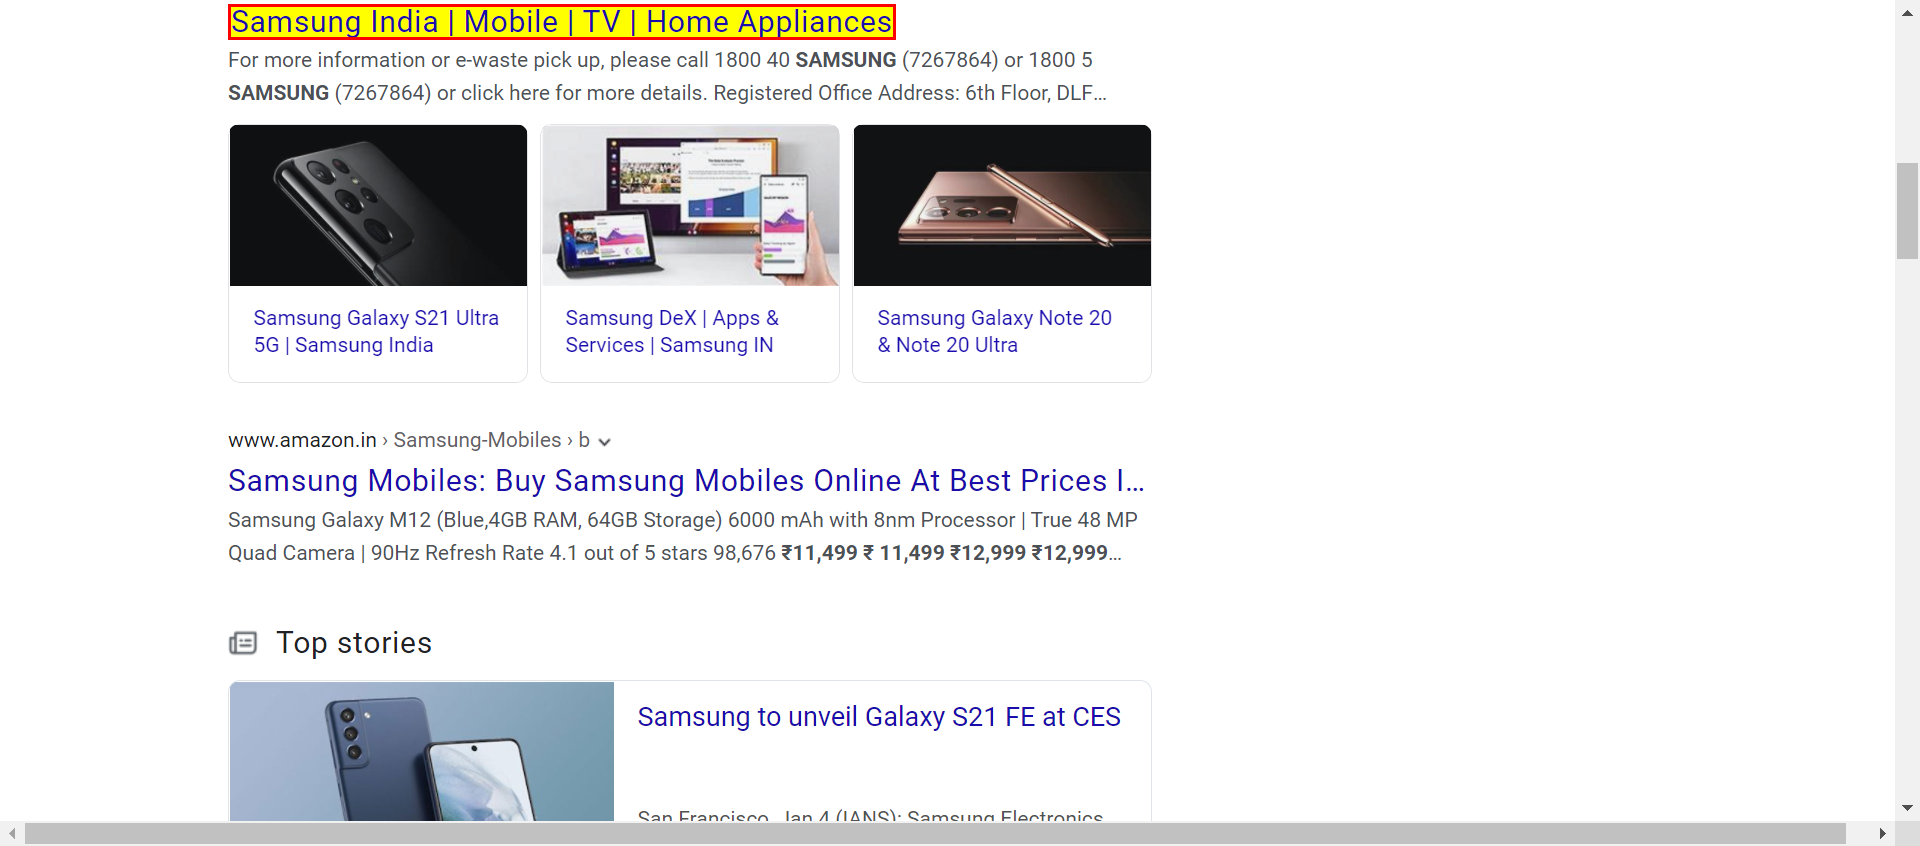 Samsung India | Mobile | TV | Home Appliances
For more information or e-waste pick up, please call 1800 40 SAMSUNG (7267864) or 1800 5
SAMSUNG (7267864) or click here for more details. Registered Office Address: 6th Floor, DLF...
Samsung Galaxy S21 Ultra
5G | Samsung India
Samsung DeX | Apps &
Services | Samsung IN
Samsung Galaxy Note 20
& Note 20 Ultra
www.amazon.in › Samsung-Mobiles › b
Samsung Mobiles: Buy Samsung Mobiles Online At Best Prices I...
Samsung Galaxy M12 (Blue,4GB RAM, 64GB Storage) 6000 mAh with 8nm Processor | True 48 MP
Quad Camera | 90Hz Refresh Rate 4.1 out of 5 stars 98,676 ₹11,499 ₹ 11,499 ₹12,999 ₹12,999...
Top stories
Samsung to unveil Galaxy S21 FE at CES
San Francisco, Jan 4 (IANS): Samsung Electronics